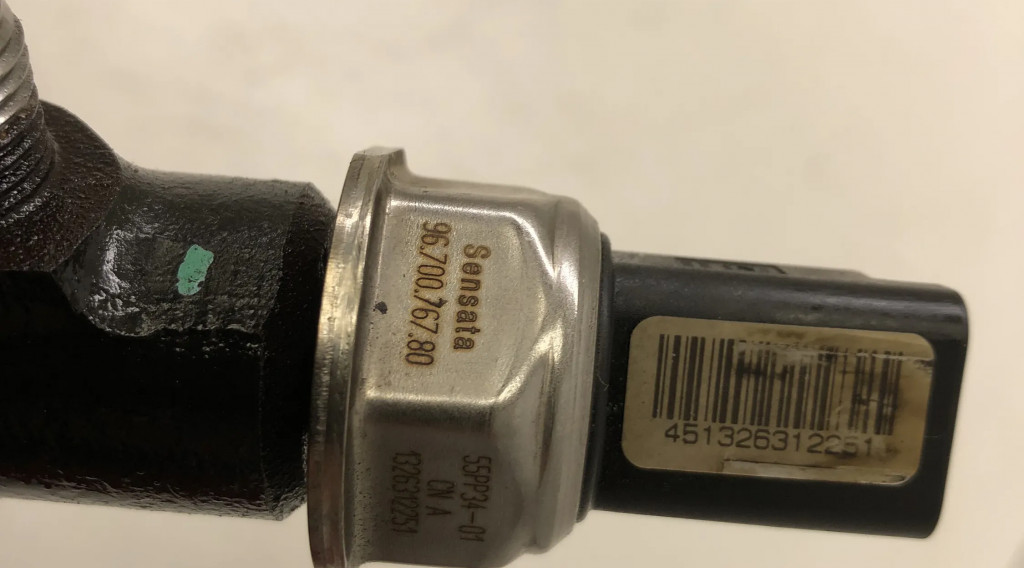 Sensata
96.700.767.80
55PP34-01
CN A
1326312251
451326312251